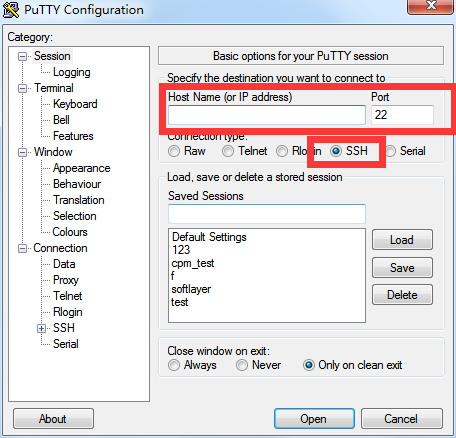 PuTTY Configuration
Category:
Session
Logging
Terminal
Keyboard
Bell
Features
Window
Appearance
Behaviour
Translation
Selection
Colours
Connection
Data
Proxy
Telnet
Rlogin
SSH
Serial
Basic options for your PuTTY session
Specify the destination you want to connect to
Host Name (or IP address) Port
22
Connection type:
Raw Telnet Rlogin SSH Serial
Load, save or delete a stored session
Saved Sessions
Default Settings
123
cpm_test
f
softlayer
test
Load
Save
Delete
Close window on exit:
Always Never Only on clean exit
About Open Cancel